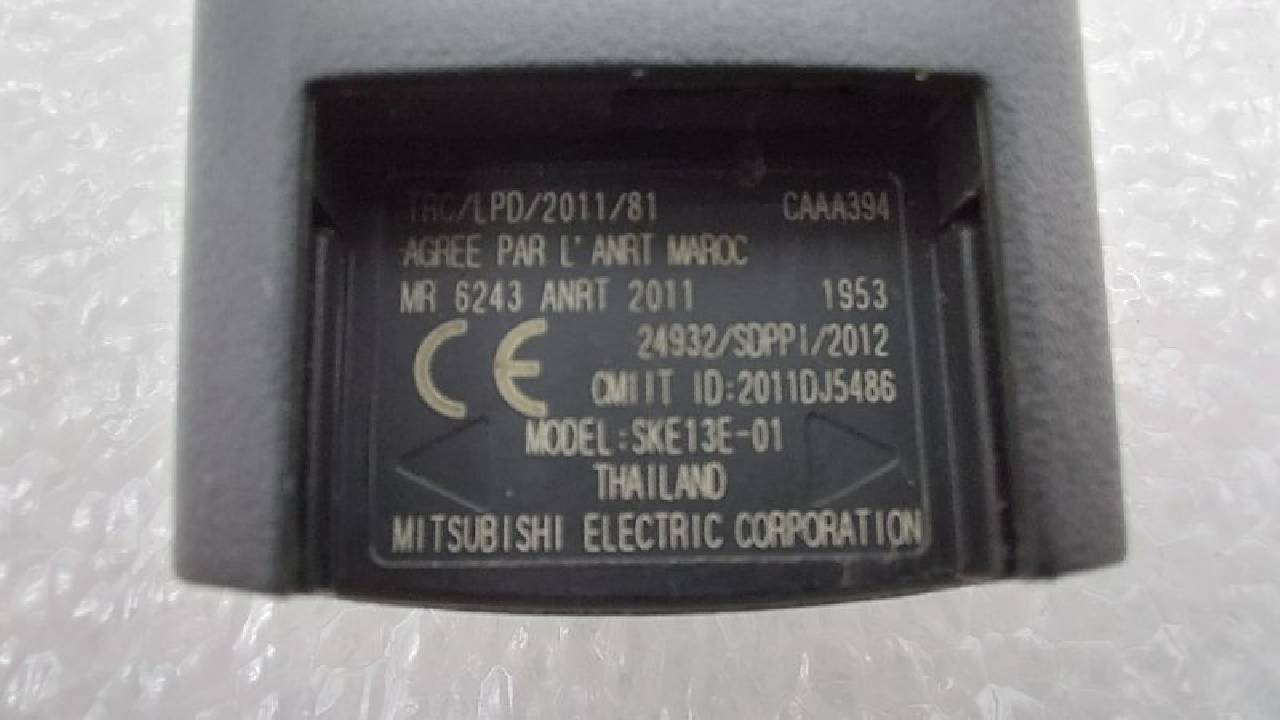 TRC/LPD/2011/81 CAAA394
AGREE PAR L'ANRT MAROC
MR 6243 ANRT 2011 1953
CE 24932/SDPPI/2012
CMIIT ID:2011DJ5486
MODEL:SKE13E-01
THAILAND
MITSUBISHI ELECTRIC CORPORATION